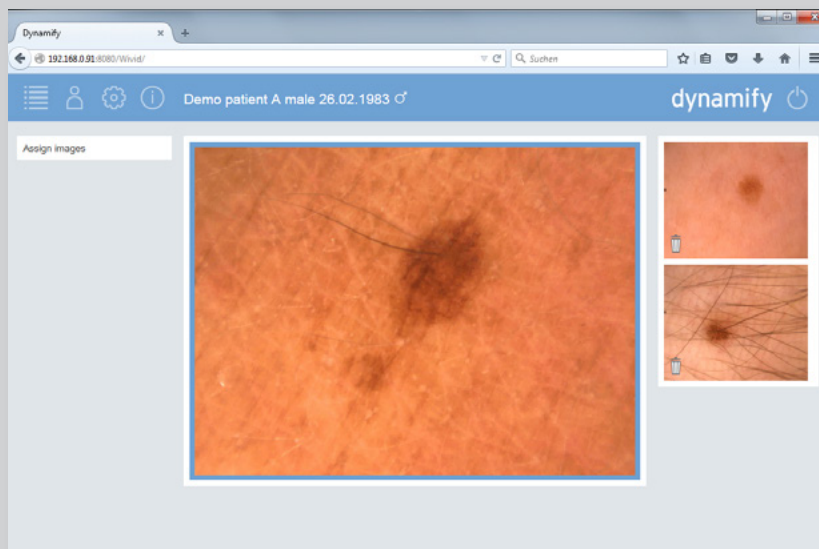 Dynamify
192.168.0.91:8080/Wivid/
Suchen
Demo patient A male 26.02.1983 ♂
dynamify
Assign images